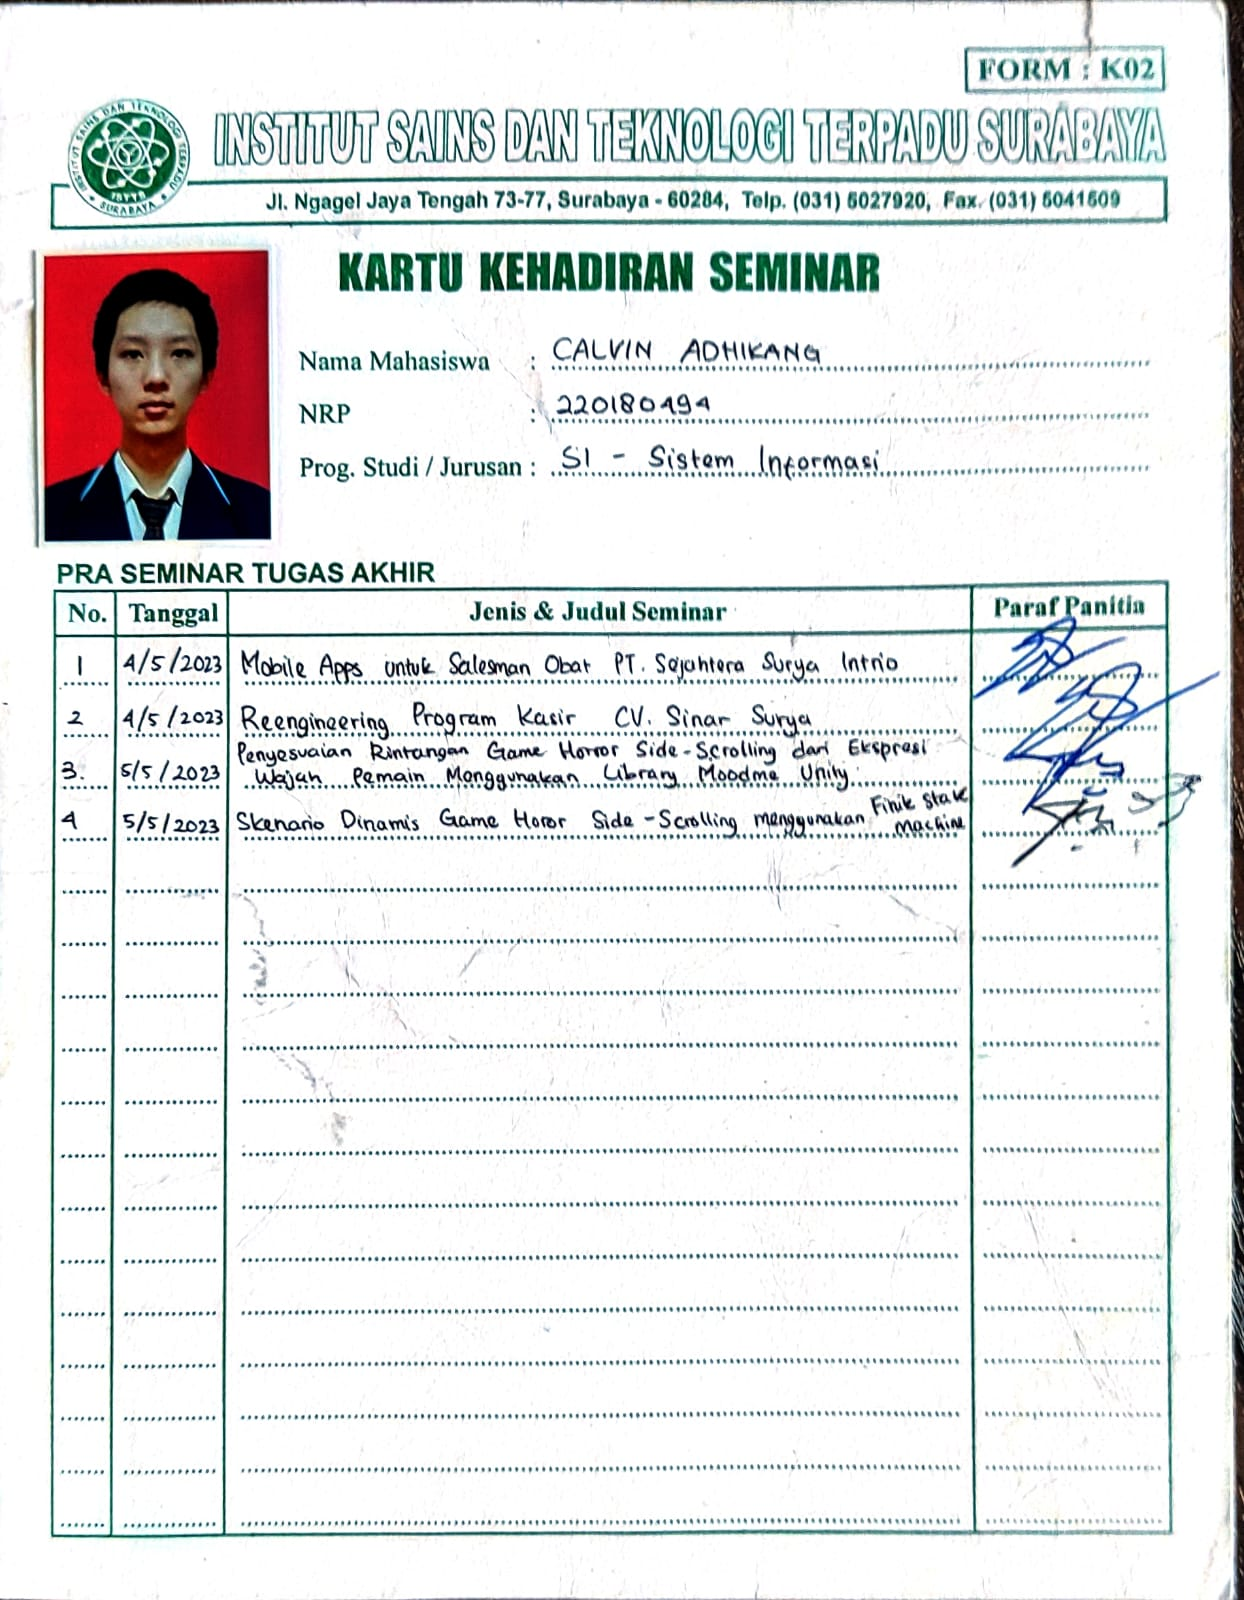 FORM : K02
INSTITUT SAINS DAN TEKNOLOGI TERPADU SURABAYA
Jl. Ngagel Jaya Tengah 73-77, Surabaya - 60284, Telp. (031) 5027920, Fax. (031) 5041509
KARTU KEHADIRAN SEMINAR
Nama Mahasiswa : CALVIN ADHIKANG
NRP : 220180494
Prog. Studi / Jurusan : S1 - Sistem Informasi
PRA SEMINAR TUGAS AKHIR
No. Tanggal Jenis & Judul Seminar Paraf Panitia
1 4/5/2023 Mobile Apps untuk Salesman Obat PT. Sejahtera Surya Intrio
2 4/5/2023 Reengineering Program Kasir CV. Sinar Surya
Penyesuaian Rintangan Game Horror Side-Scrolling dari Ekspresi
3. 5/5/2023 Wajah Pemain Menggunakan Library Moodme Unity
4 5/5/2023 Skenario Dinamis Game Horor Side-Scrolling menggunakan Finite State
Machine